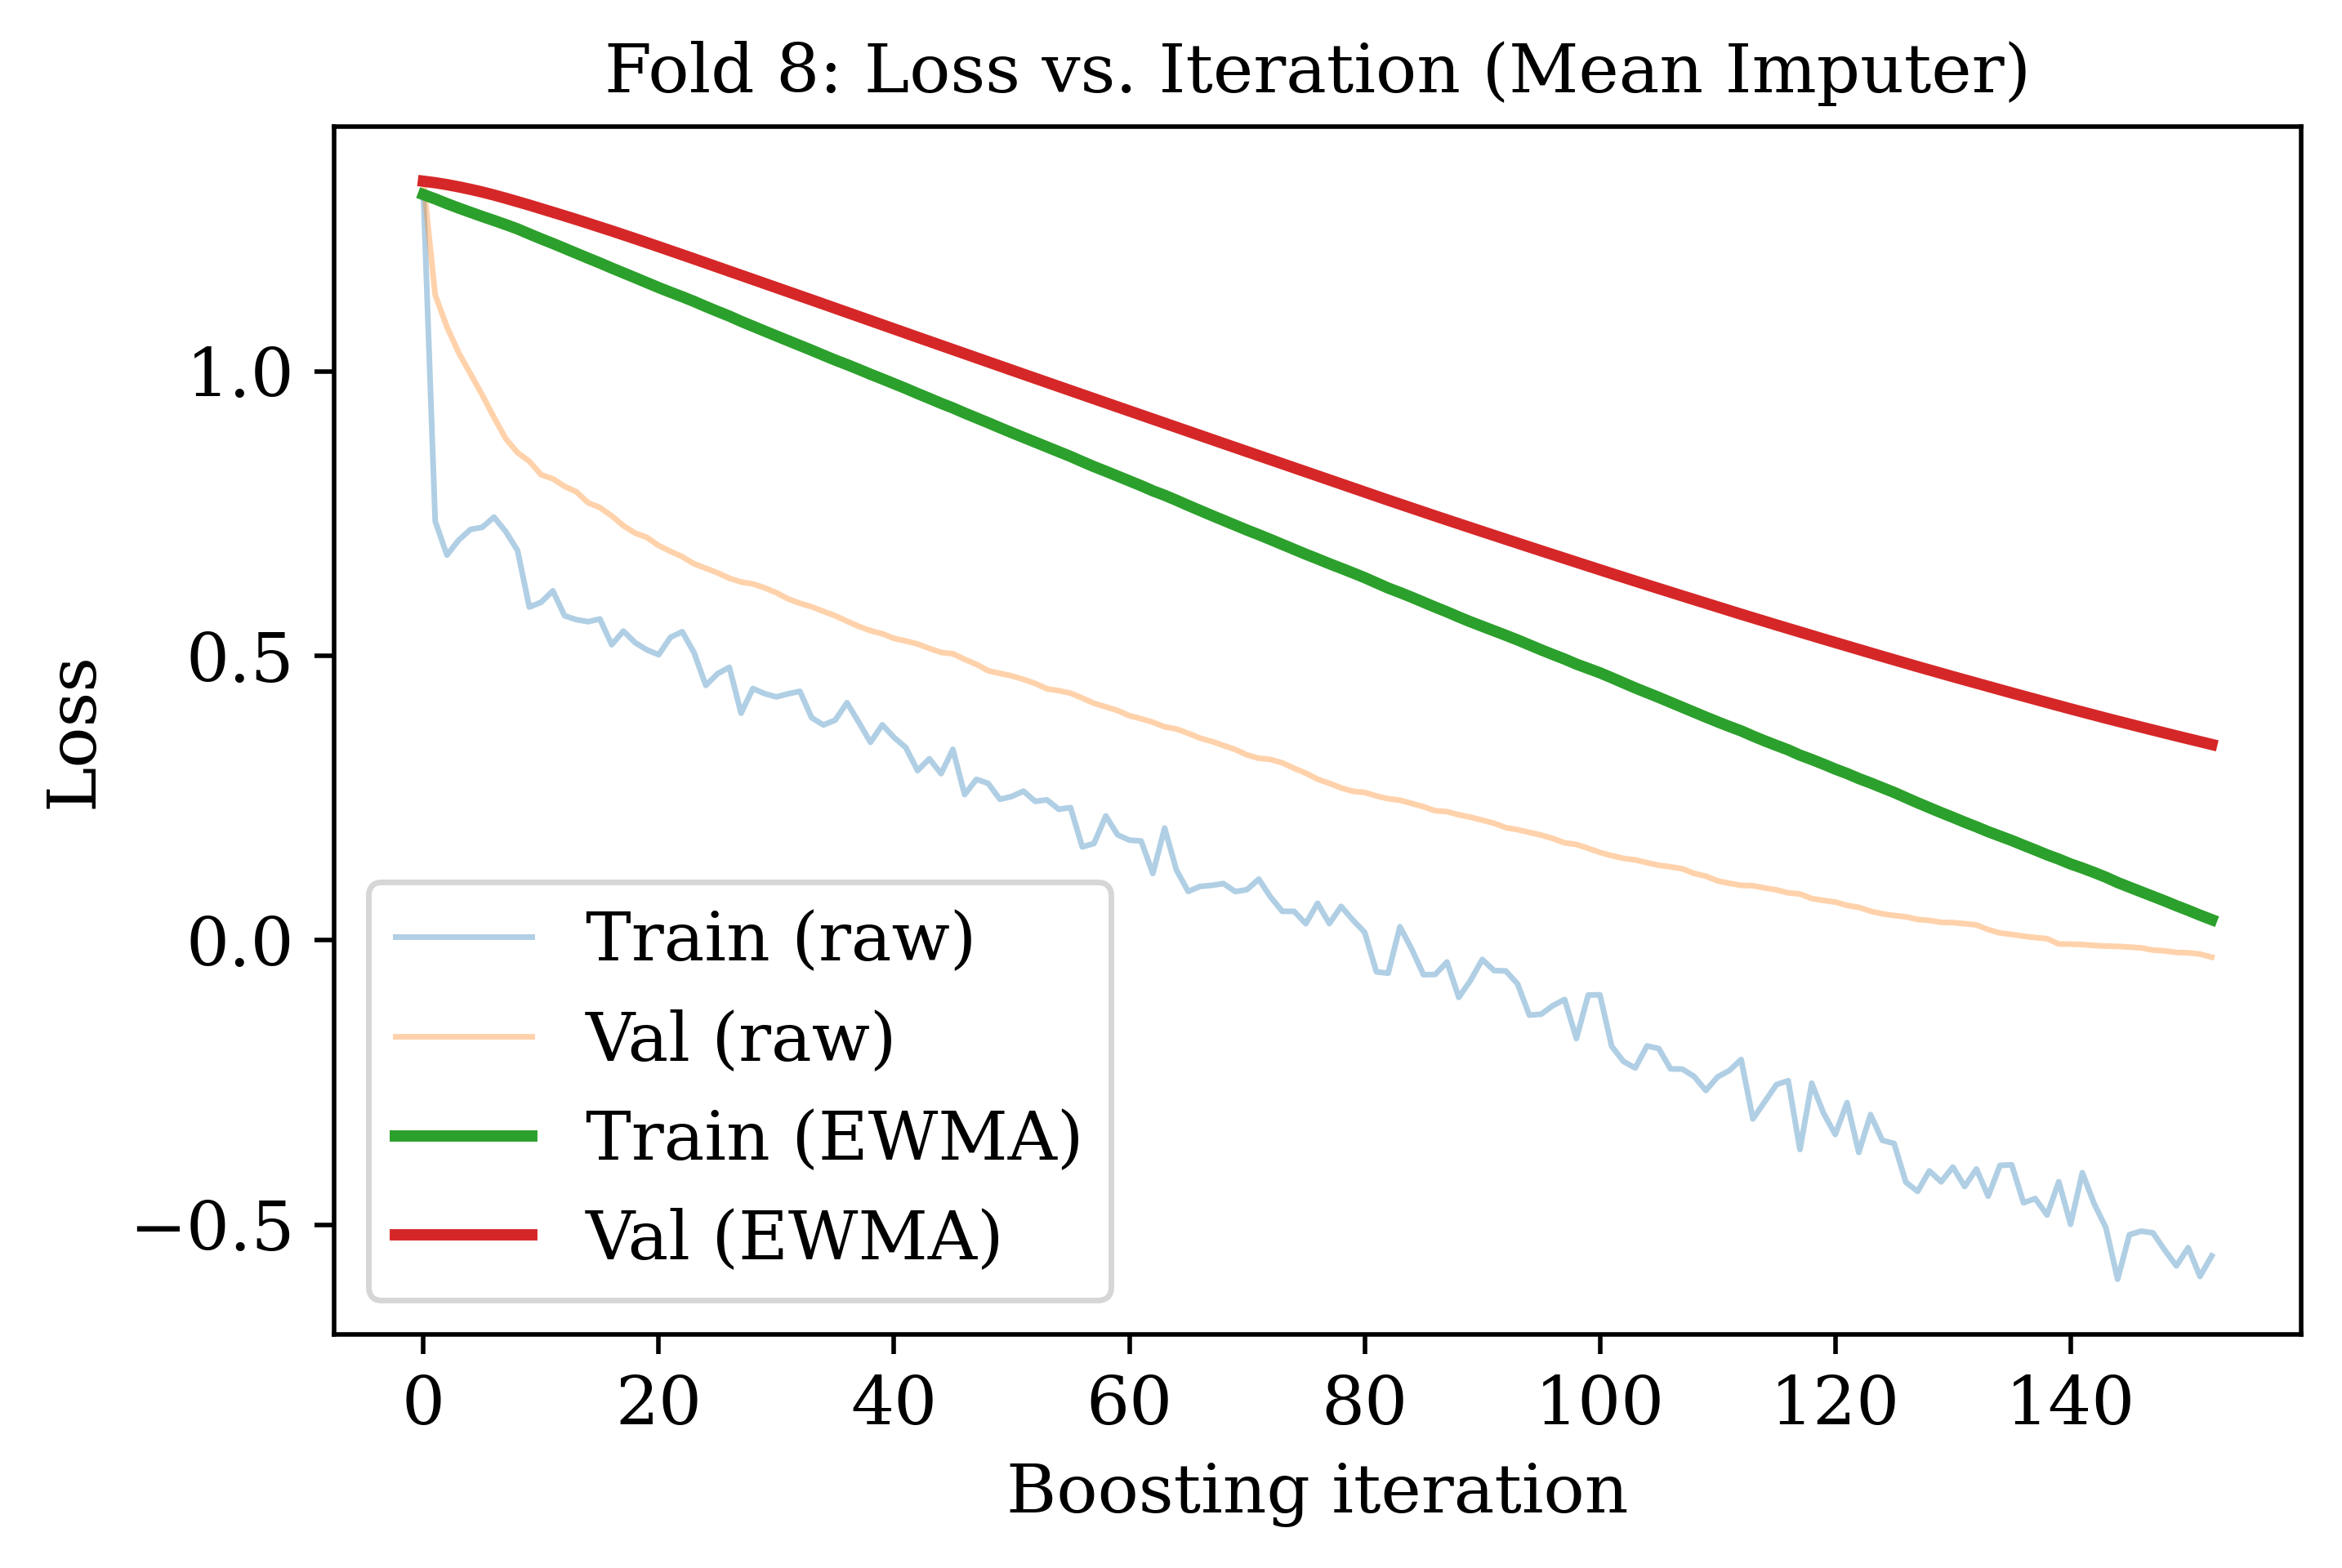 Fold 8: Loss vs. Iteration (Mean Imputer)
Loss
1.0
0.5
0.0
−0.5
Train (raw)
Val (raw)
Train (EWMA)
Val (EWMA)
0 20 40 60 80 100 120 140
Boosting iteration